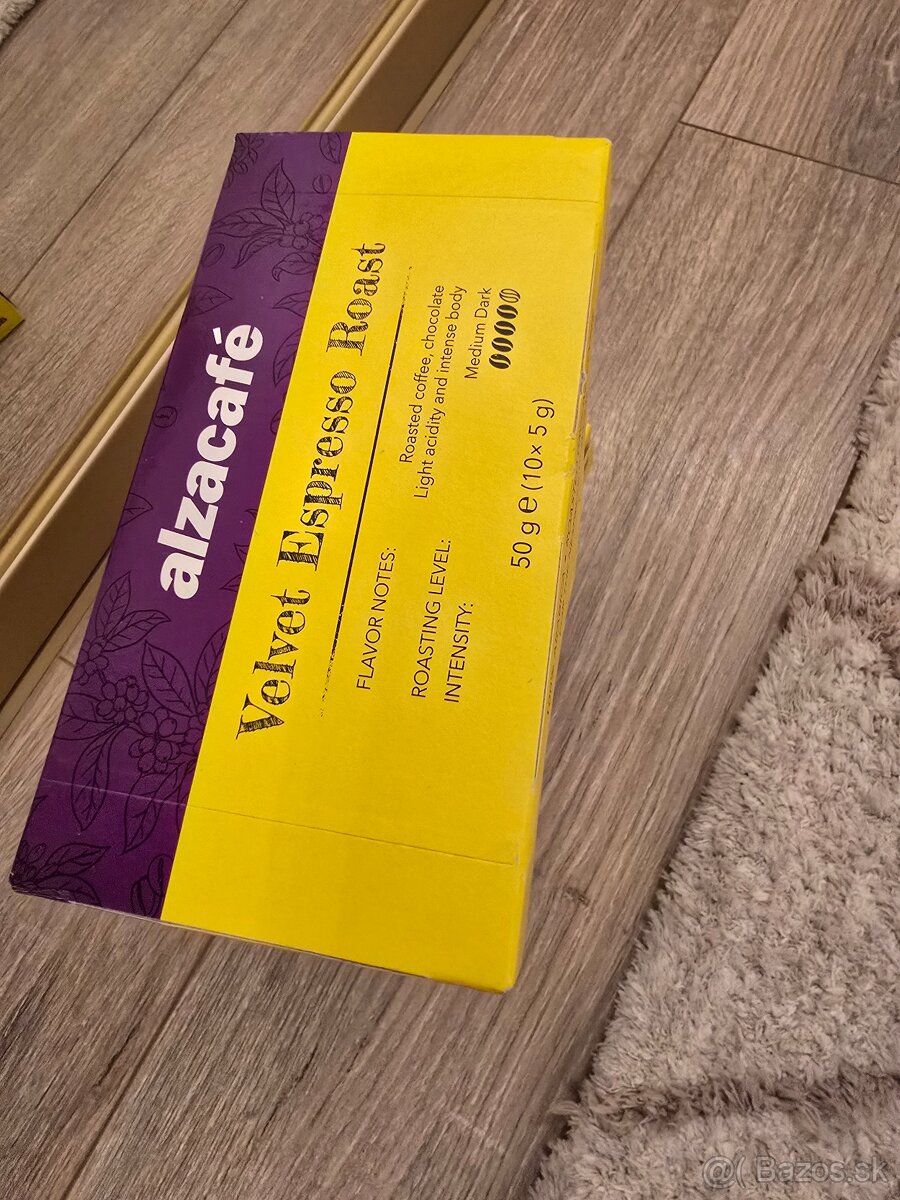 alzacafé
Velvet Espresso Roast
FLAVOR NOTES: Roasted coffee, chocolate
Light acidity and intense body
ROASTING LEVEL: Medium Dark
INTENSITY:
50 g e (10× 5 g)
@( Bazos.sk